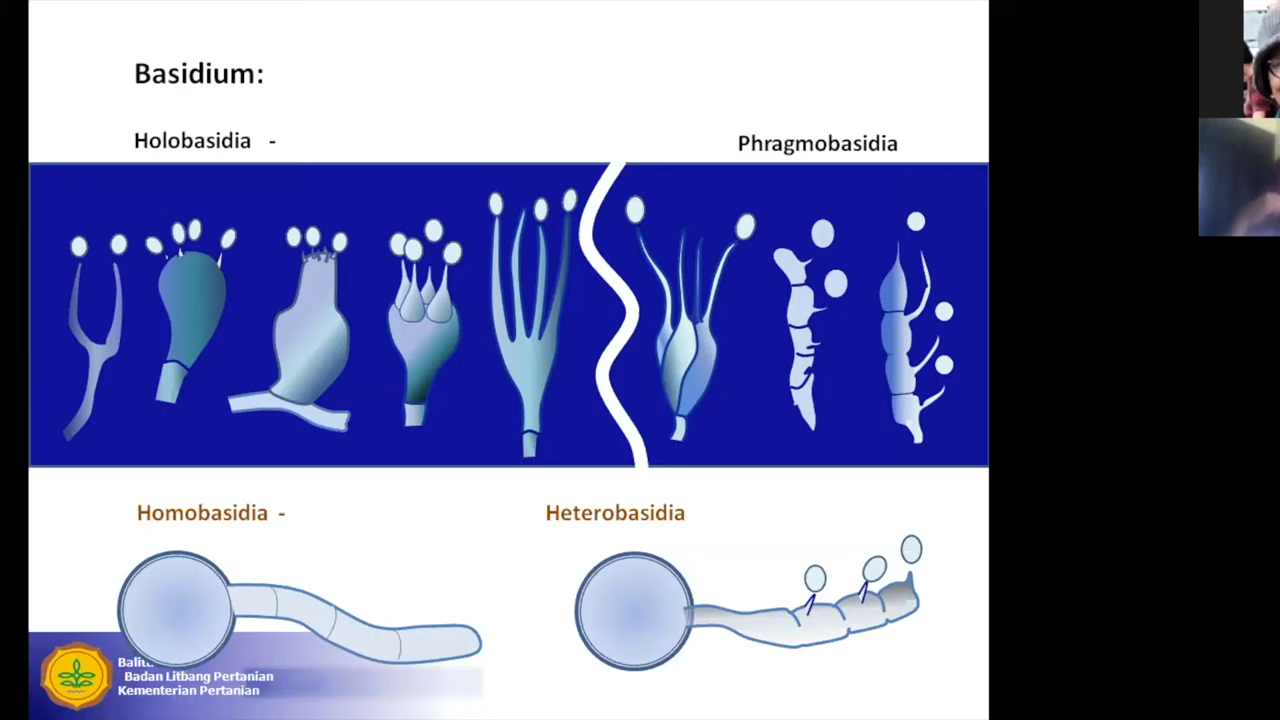 Basidium:
Holobasidia -
Phragmobasidia
Homobasidia -
Heterobasidia
Badan Litbang Pertanian
Kementerian Pertanian